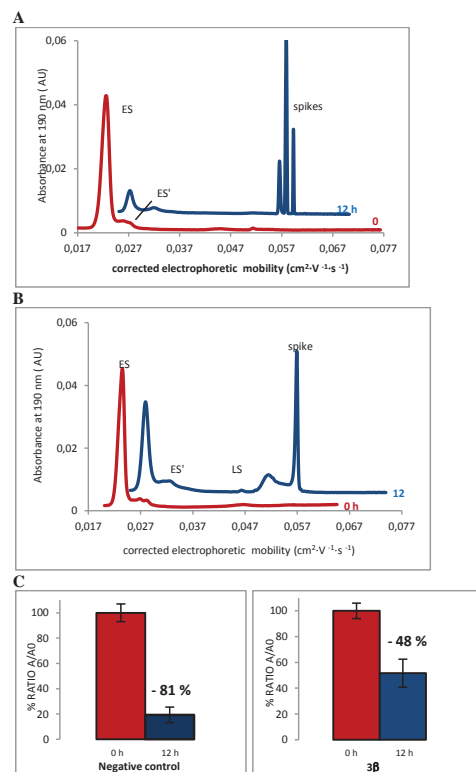 A
0,06
0,04
0,02
0
Absorbance at 190 nm ( AU)
ES
ES'
spikes
12 h
0
0,017 0,027 0,037 0,047 0,057 0,067 0,077
corrected electrophoretic mobility (cm²·V ⁻¹·s ⁻¹)
B
0,06
0,04
0,02
0
Absorbance at 190 nm ( AU)
ES
ES'
LS
spike
12
0 h
0,017 0,027 0,037 0,047 0,057 0,067 0,077
corrected electrophoretic mobility (cm²·V ⁻¹·s ⁻¹)
C
% RATIO A/A0
100
80
60
40
20
0
- 81 %
0 h 12 h
Negative control
% RATIO A/A0
100
80
60
40
20
0
- 48 %
0 h 12 h
3β